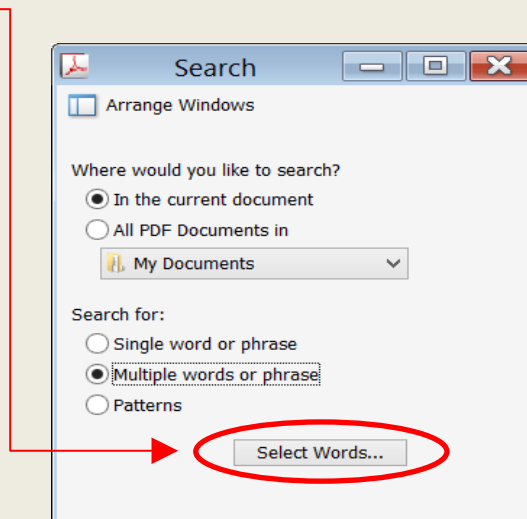 Search
Arrange Windows
Where would you like to search?
In the current document
All PDF Documents in
My Documents
Search for:
Single word or phrase
Multiple words or phrase
Patterns
Select Words...